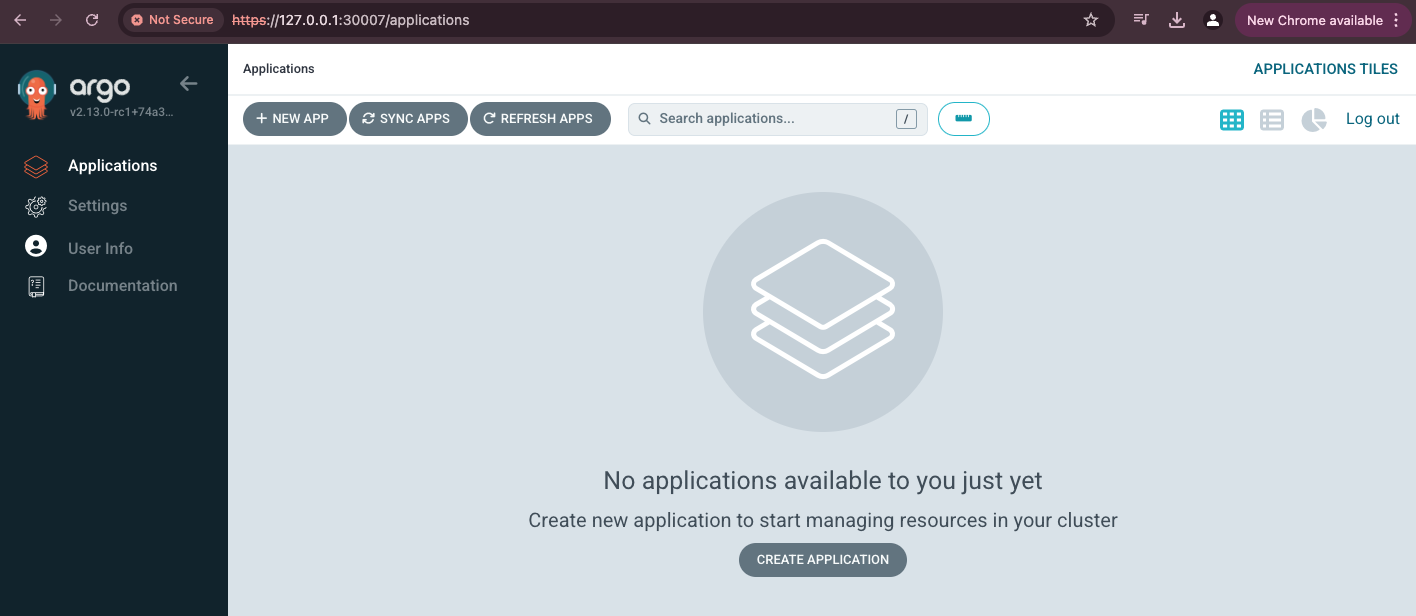 Not Secure https://127.0.0.1:30007/applications New Chrome available
argo
v2.13.0-rc1+74a3...
Applications
Settings
User Info
Documentation
Applications APPLICATIONS TILES
+ NEW APP SYNC APPS REFRESH APPS Search applications... / Log out
No applications available to you just yet
Create new application to start managing resources in your cluster
CREATE APPLICATION